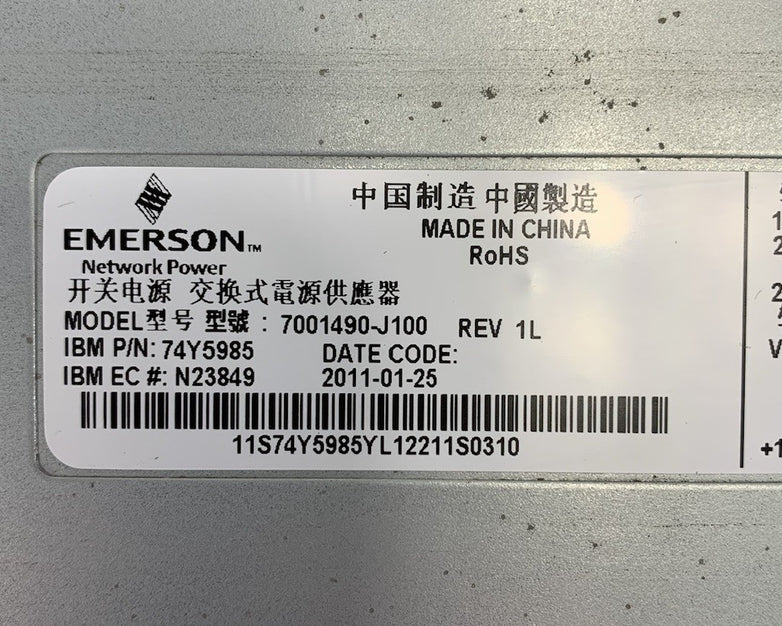 中国制造 中國製造
MADE IN CHINA
RoHS
EMERSON™
Network Power
开关电源 交换式電源供應器
MODEL型号 型號 : 7001490-J100 REV 1L
IBM P/N: 74Y5985 DATE CODE:
IBM EC #: N23849 2011-01-25
11S74Y5985YL12211S0310